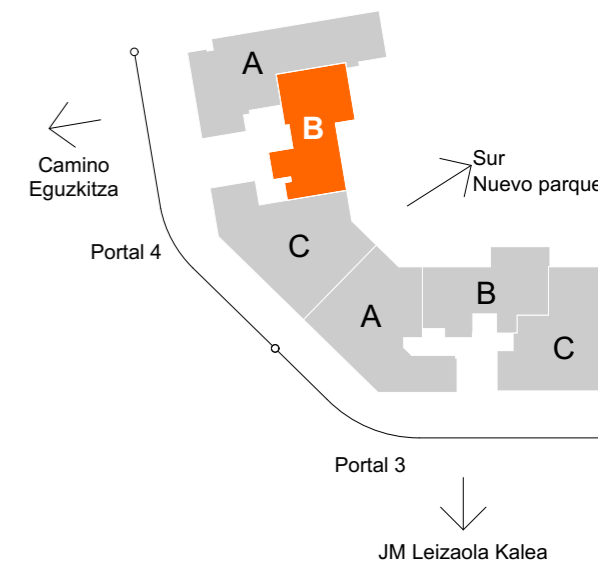 A
B
Camino
Eguzkitza
Sur
Nuevo parque
Portal 4
C
A
B
C
Portal 3
JM Leizaola Kalea